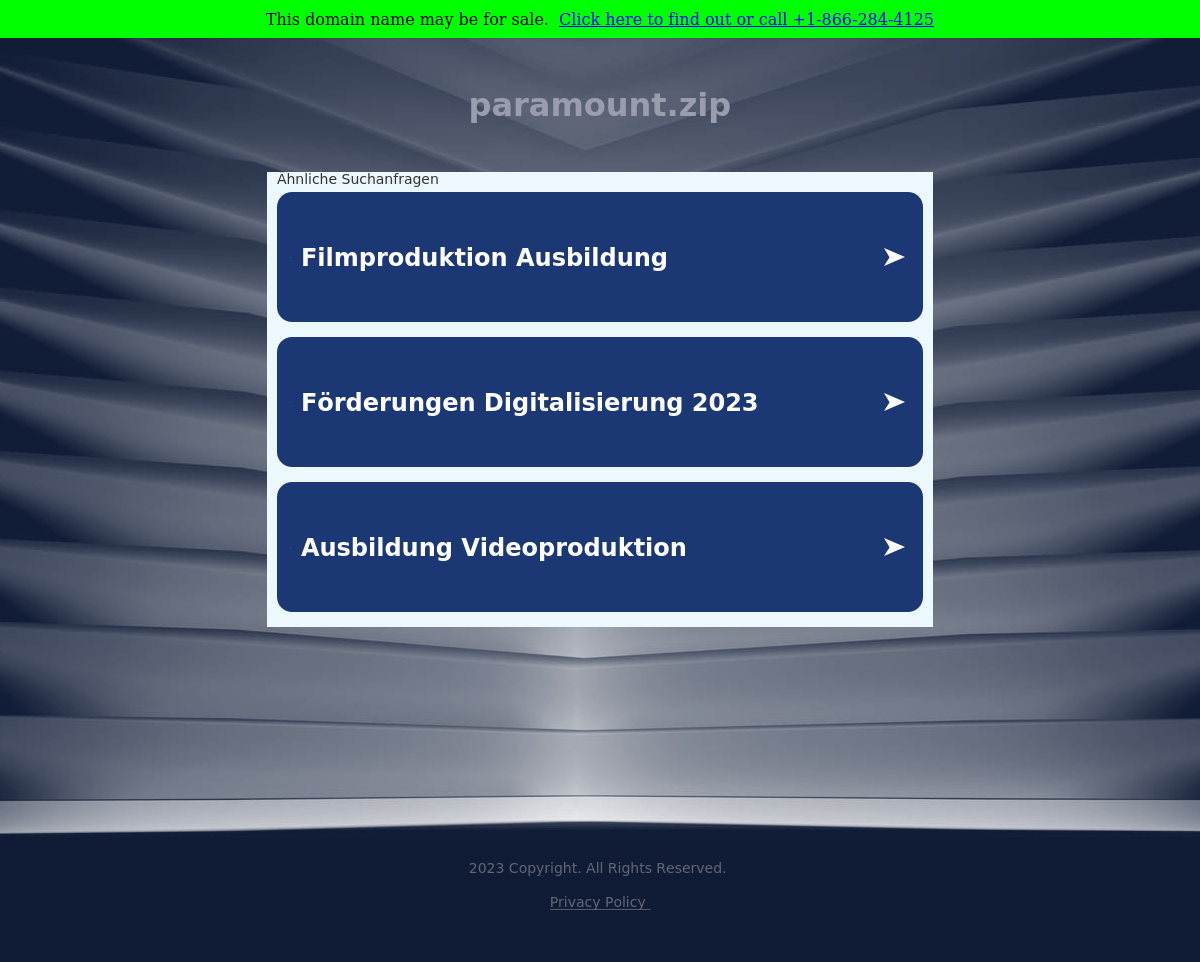 This domain name may be for sale. Click here to find out or call +1-866-284-4125
paramount.zip
Ähnliche Suchanfragen
Filmproduktion Ausbildung
Förderungen Digitalisierung 2023
Ausbildung Videoproduktion
2023 Copyright. All Rights Reserved.
Privacy Policy